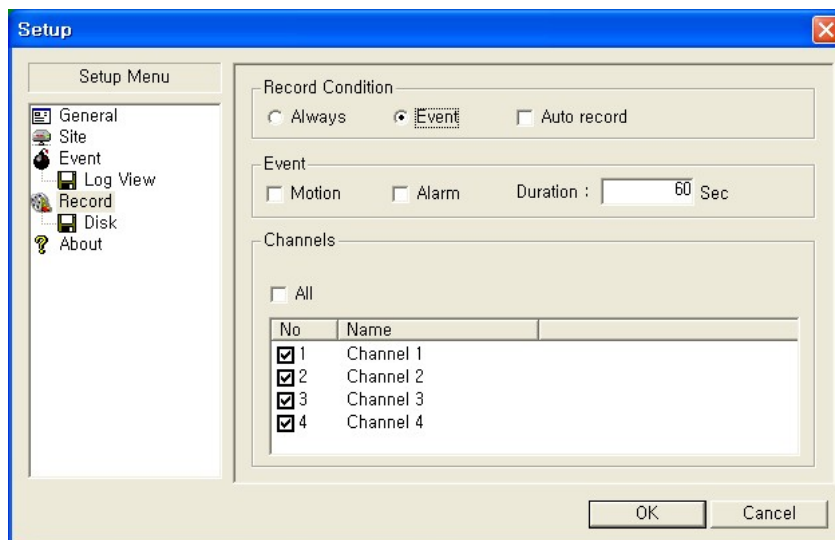 Setup
Setup Menu
General
Site
Event
Log View
Record
Disk
About
Record Condition
Always Event Auto record
Event
Motion Alarm Duration : 60 Sec
Channels
All
No Name
1 Channel 1
2 Channel 2
3 Channel 3
4 Channel 4
OK Cancel